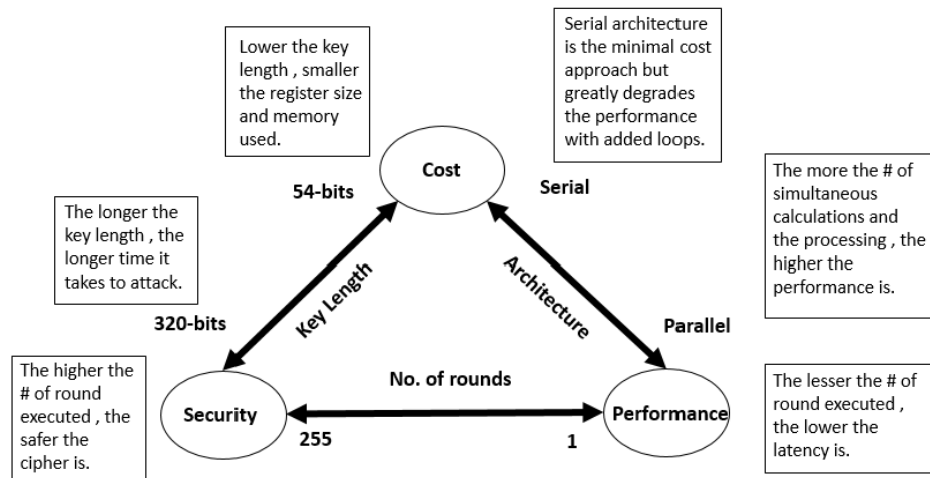 Lower the key
length , smaller
the register size
and memory
used.
Serial architecture
is the minimal cost
approach but
greatly degrades
the performance
with added loops.
Cost
54-bits
Serial
The more the # of
simultaneous
calculations and
the processing , the
higher the
performance is.
The longer the
key length , the
longer time it
takes to attack.
Key Length
Architecture
320-bits
Parallel
The higher the
# of round
executed , the
safer the
cipher is.
Security
No. of rounds
255
1
Performance
The lesser the # of
round executed ,
the lower the
latency is.